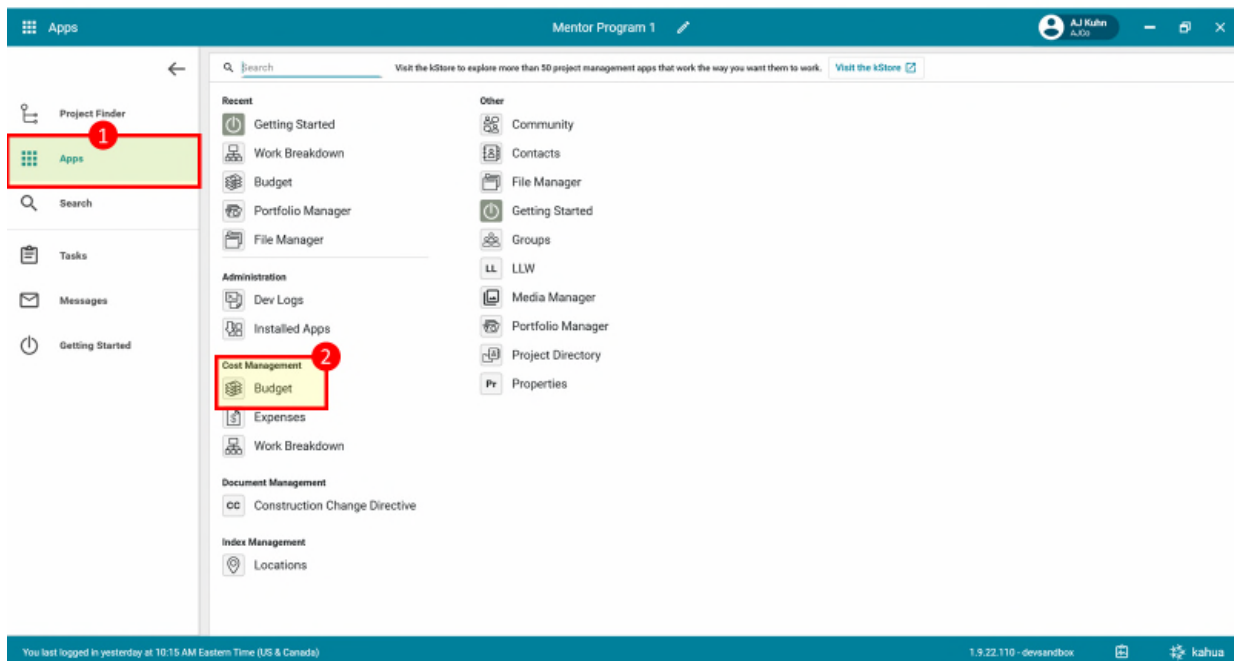 Apps
Mentor Program 1
AJ Kuhn
AJCo
Project Finder
1
Apps
Search
Tasks
Messages
Getting Started
Search
Visit the kStore to explore more than 50 project management apps that work the way you want them to work.
Visit the kStore
Recent
Getting Started
Work Breakdown
Budget
Portfolio Manager
File Manager
Administration
Dev Logs
Installed Apps
2
Cost Management
Budget
Expenses
Work Breakdown
Document Management
CC Construction Change Directive
Index Management
Locations
Other
Community
Contacts
File Manager
Getting Started
Groups
LL LLW
Media Manager
Portfolio Manager
Project Directory
Pr Properties
You last logged in yesterday at 10:15 AM Eastern Time (US & Canada)
1.9.22.110 - devsandbox
kahua